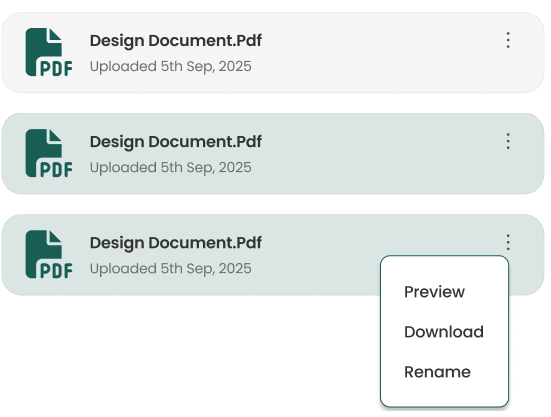 PDF
Design Document.Pdf
Uploaded 5th Sep, 2025
PDF
Design Document.Pdf
Uploaded 5th Sep, 2025
PDF
Design Document.Pdf
Uploaded 5th Sep, 2025
Preview
Download
Rename